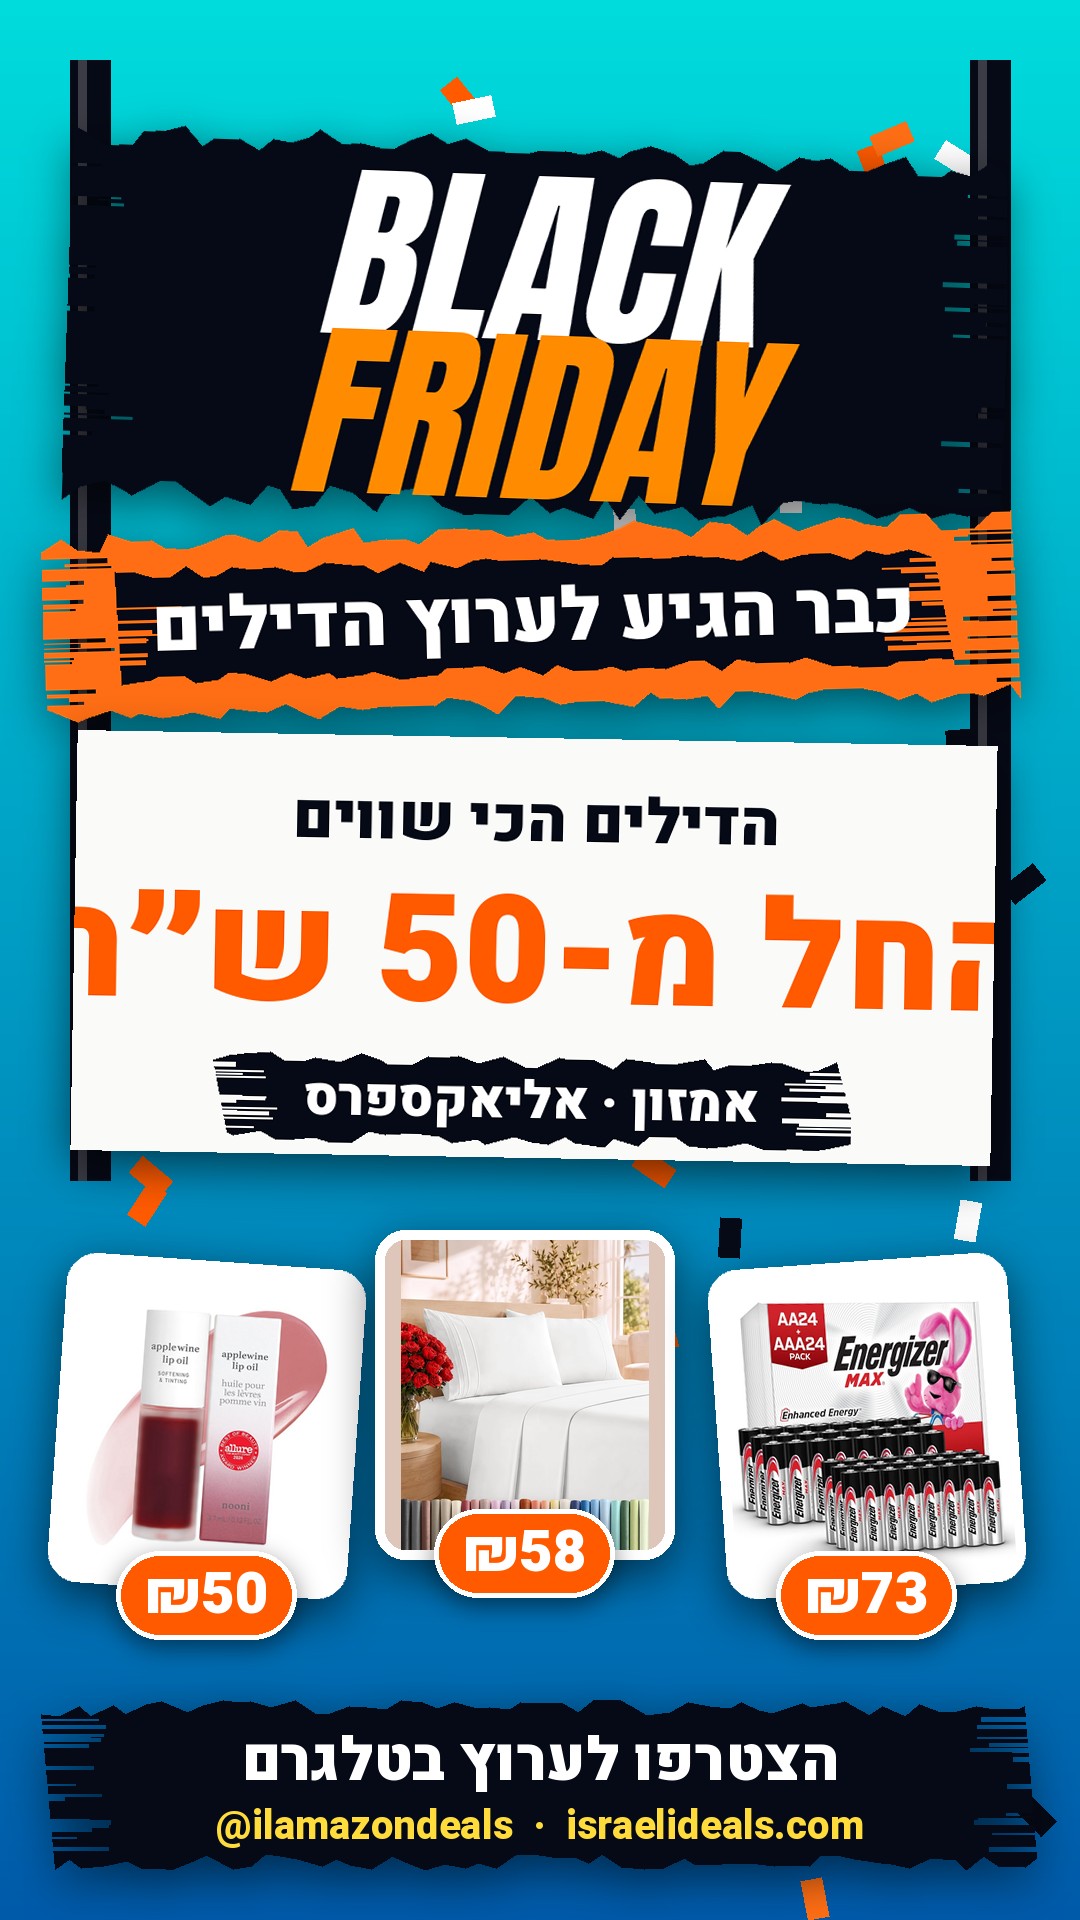 BLACK
FRIDAY
כבר הגיע לערוץ הדילים
הדילים הכי שווים
החל מ-50 ש״ח
אמזון · אליאקספרס
applewine
lip oil
SOFTENING
& TINTING
applewine
lip oil
huile pour
les lèvres
pomme vin
allure
nooni
AA24
+
AAA24
PACK
Energizer
MAX
Enhanced Energy
₪50
₪58
₪73
הצטרפו לערוץ בטלגרם
@ilamazondeals · israelideals.com